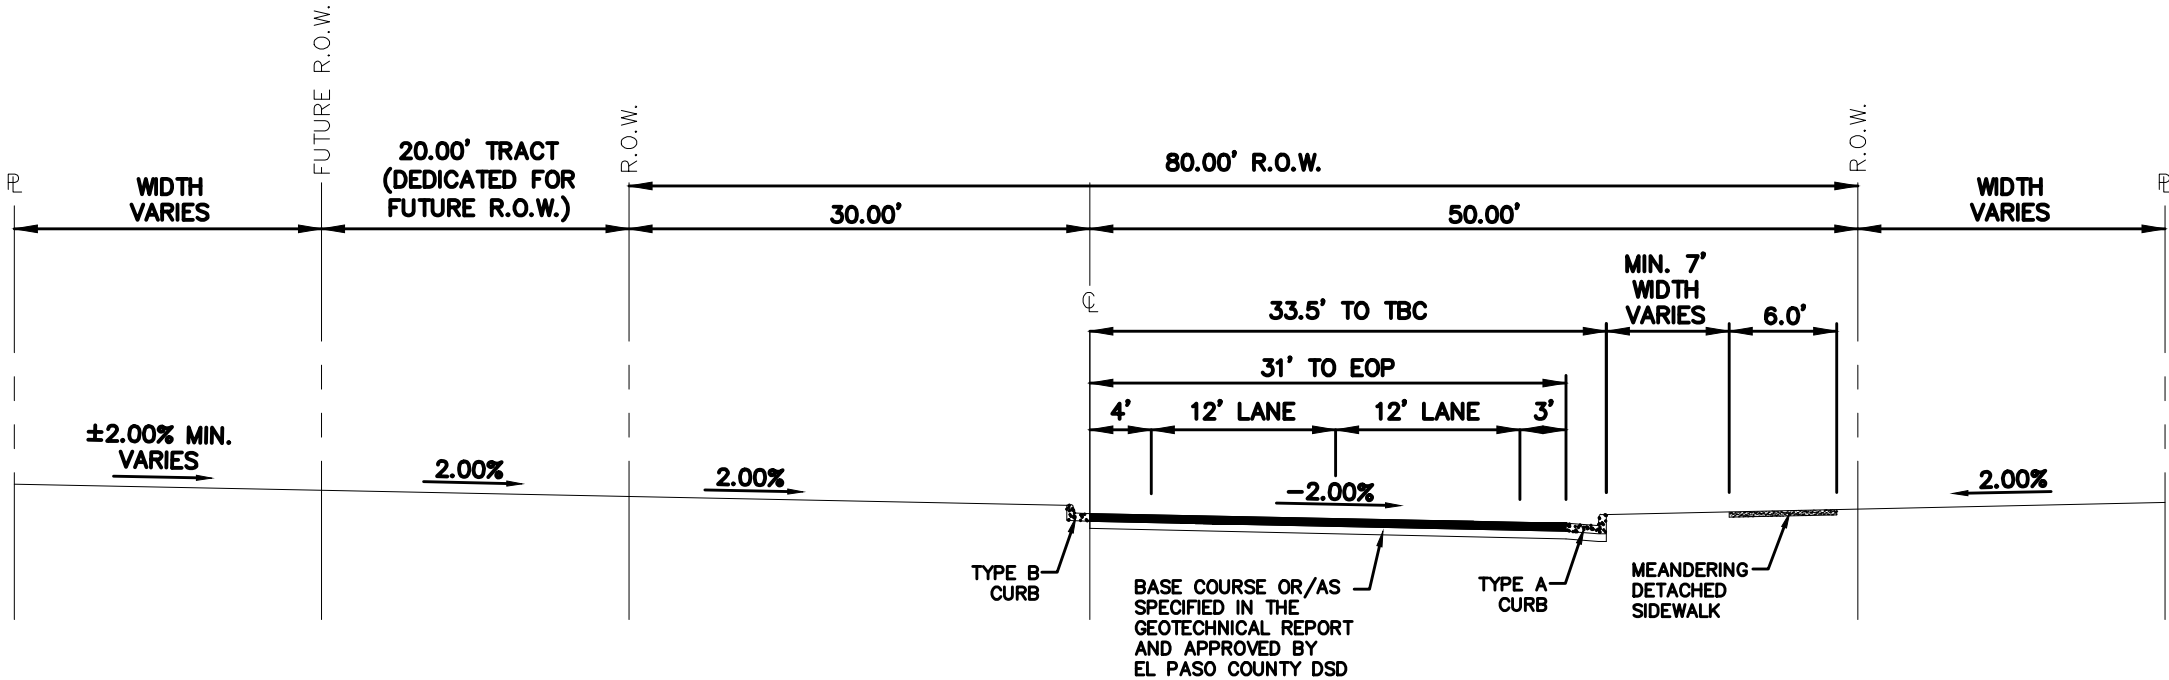 FUTURE R.O.W.
R.O.W.
R.O.W.
℄
PL
PL
WIDTH
VARIES
20.00' TRACT
(DEDICATED FOR
FUTURE R.O.W.)
80.00' R.O.W.
30.00'
50.00'
WIDTH
VARIES
33.5' TO TBC
MIN. 7'
WIDTH
VARIES
6.0'
31' TO EOP
4'
12' LANE
12' LANE
3'
±2.00% MIN.
VARIES
2.00%
2.00%
-2.00%
2.00%
TYPE B
CURB
BASE COURSE OR/AS
SPECIFIED IN THE
GEOTECHNICAL REPORT
AND APPROVED BY
EL PASO COUNTY DSD
TYPE A
CURB
MEANDERING
DETACHED
SIDEWALK